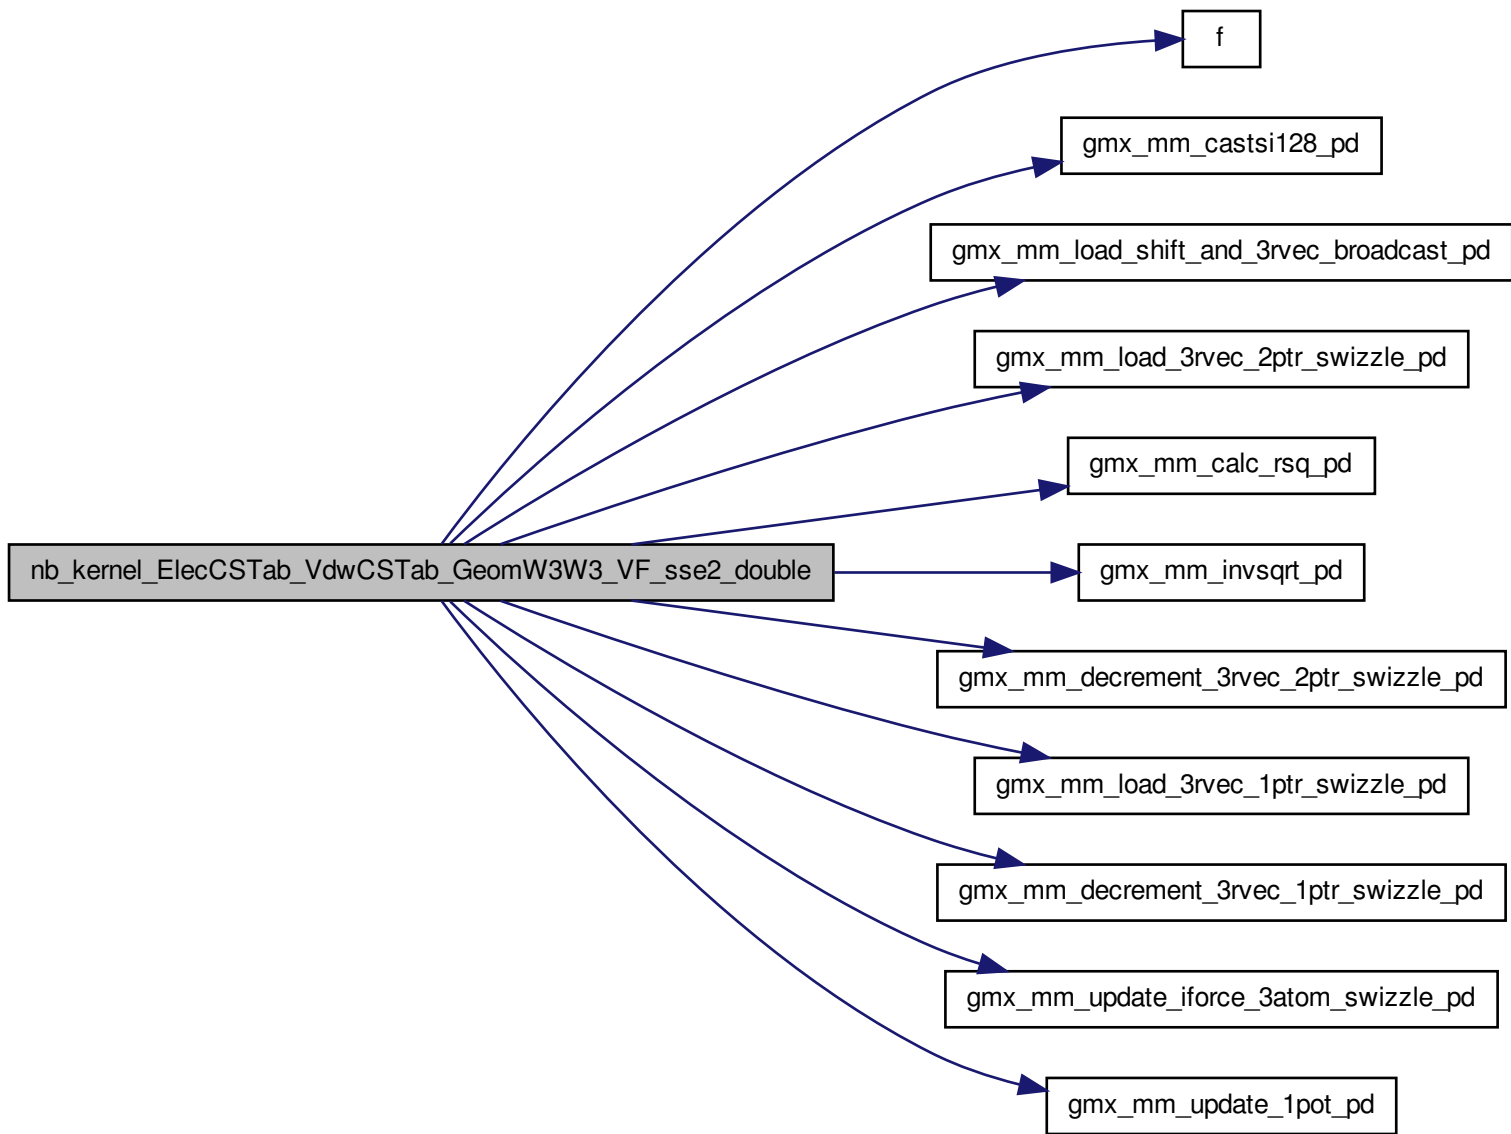 f
gmx_mm_castsi128_pd
gmx_mm_load_shift_and_3rvec_broadcast_pd
gmx_mm_load_3rvec_2ptr_swizzle_pd
gmx_mm_calc_rsq_pd
nb_kernel_ElecCSTab_VdwCSTab_GeomW3W3_VF_sse2_double
gmx_mm_invsqrt_pd
gmx_mm_decrement_3rvec_2ptr_swizzle_pd
gmx_mm_load_3rvec_1ptr_swizzle_pd
gmx_mm_decrement_3rvec_1ptr_swizzle_pd
gmx_mm_update_iforce_3atom_swizzle_pd
gmx_mm_update_1pot_pd